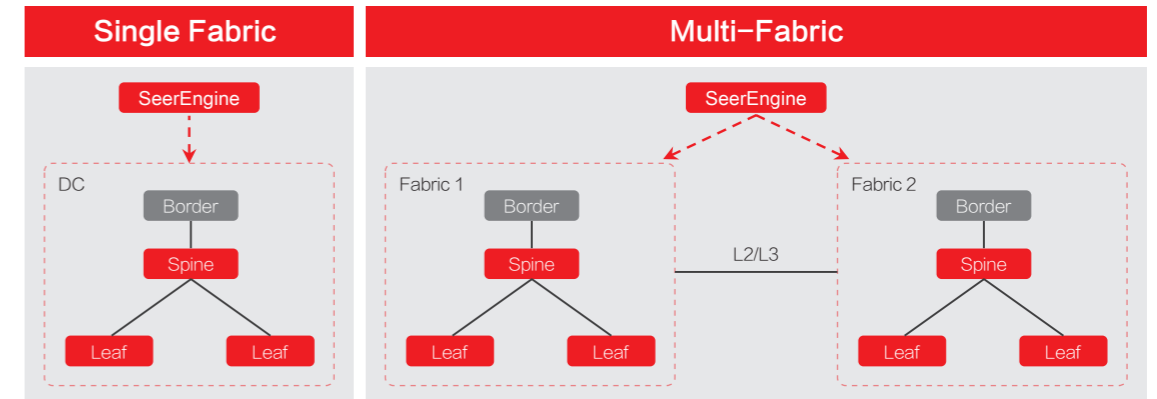 Single Fabric
Multi-Fabric
SeerEngine
SeerEngine
DC
Border
Spine
Leaf
Leaf
Fabric 1
Border
Spine
Leaf
Leaf
L2/L3
Fabric 2
Border
Spine
Leaf
Leaf